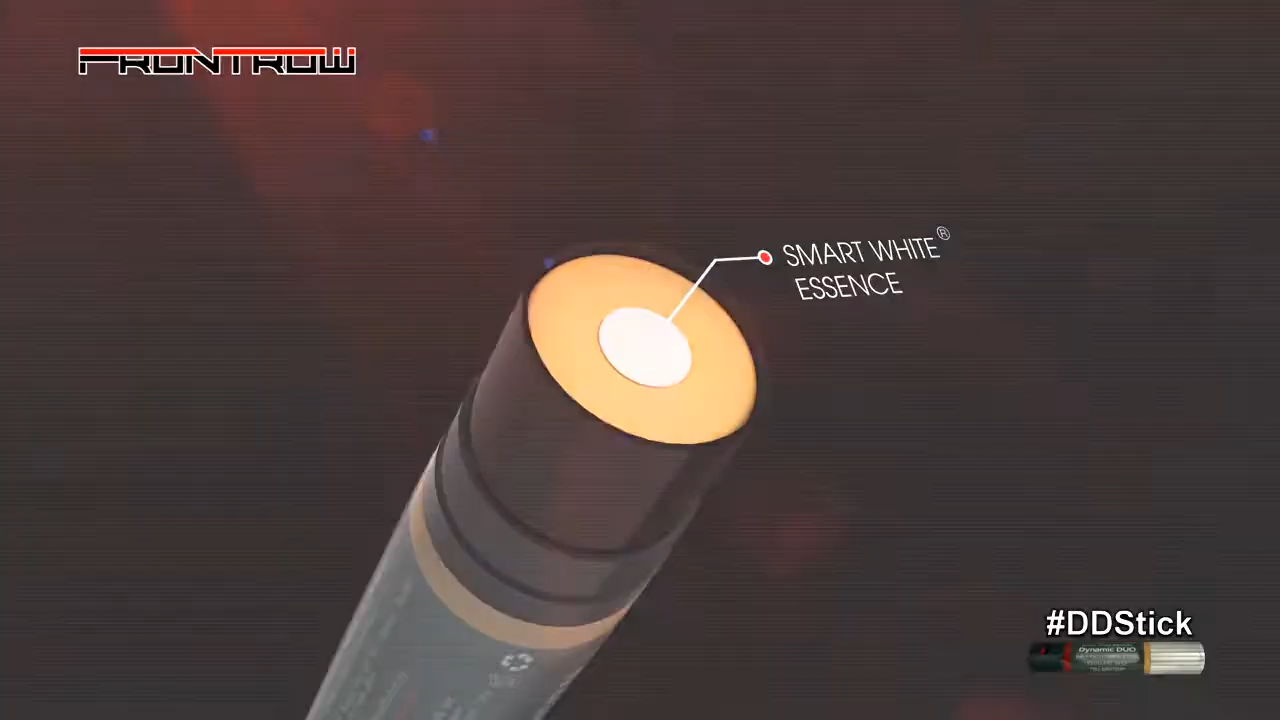 FRONTROW
SMART WHITE®
ESSENCE
#DDStick
Dynamic DUO